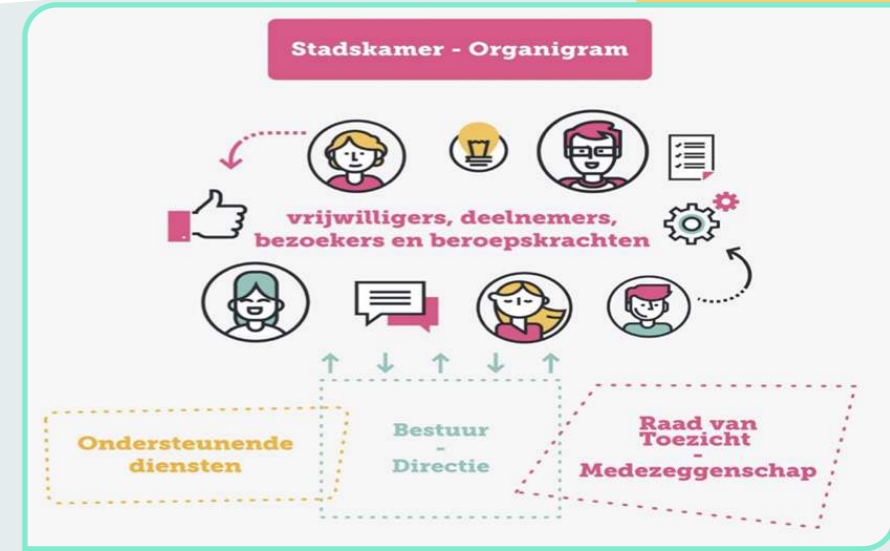 Stadskamer - Organigram
vrijwilligers, deelnemers,
bezoekers en beroepskrachten
Ondersteunende
diensten
Bestuur
-
Directie
Raad van
Toezicht
-
Medezeggenschap